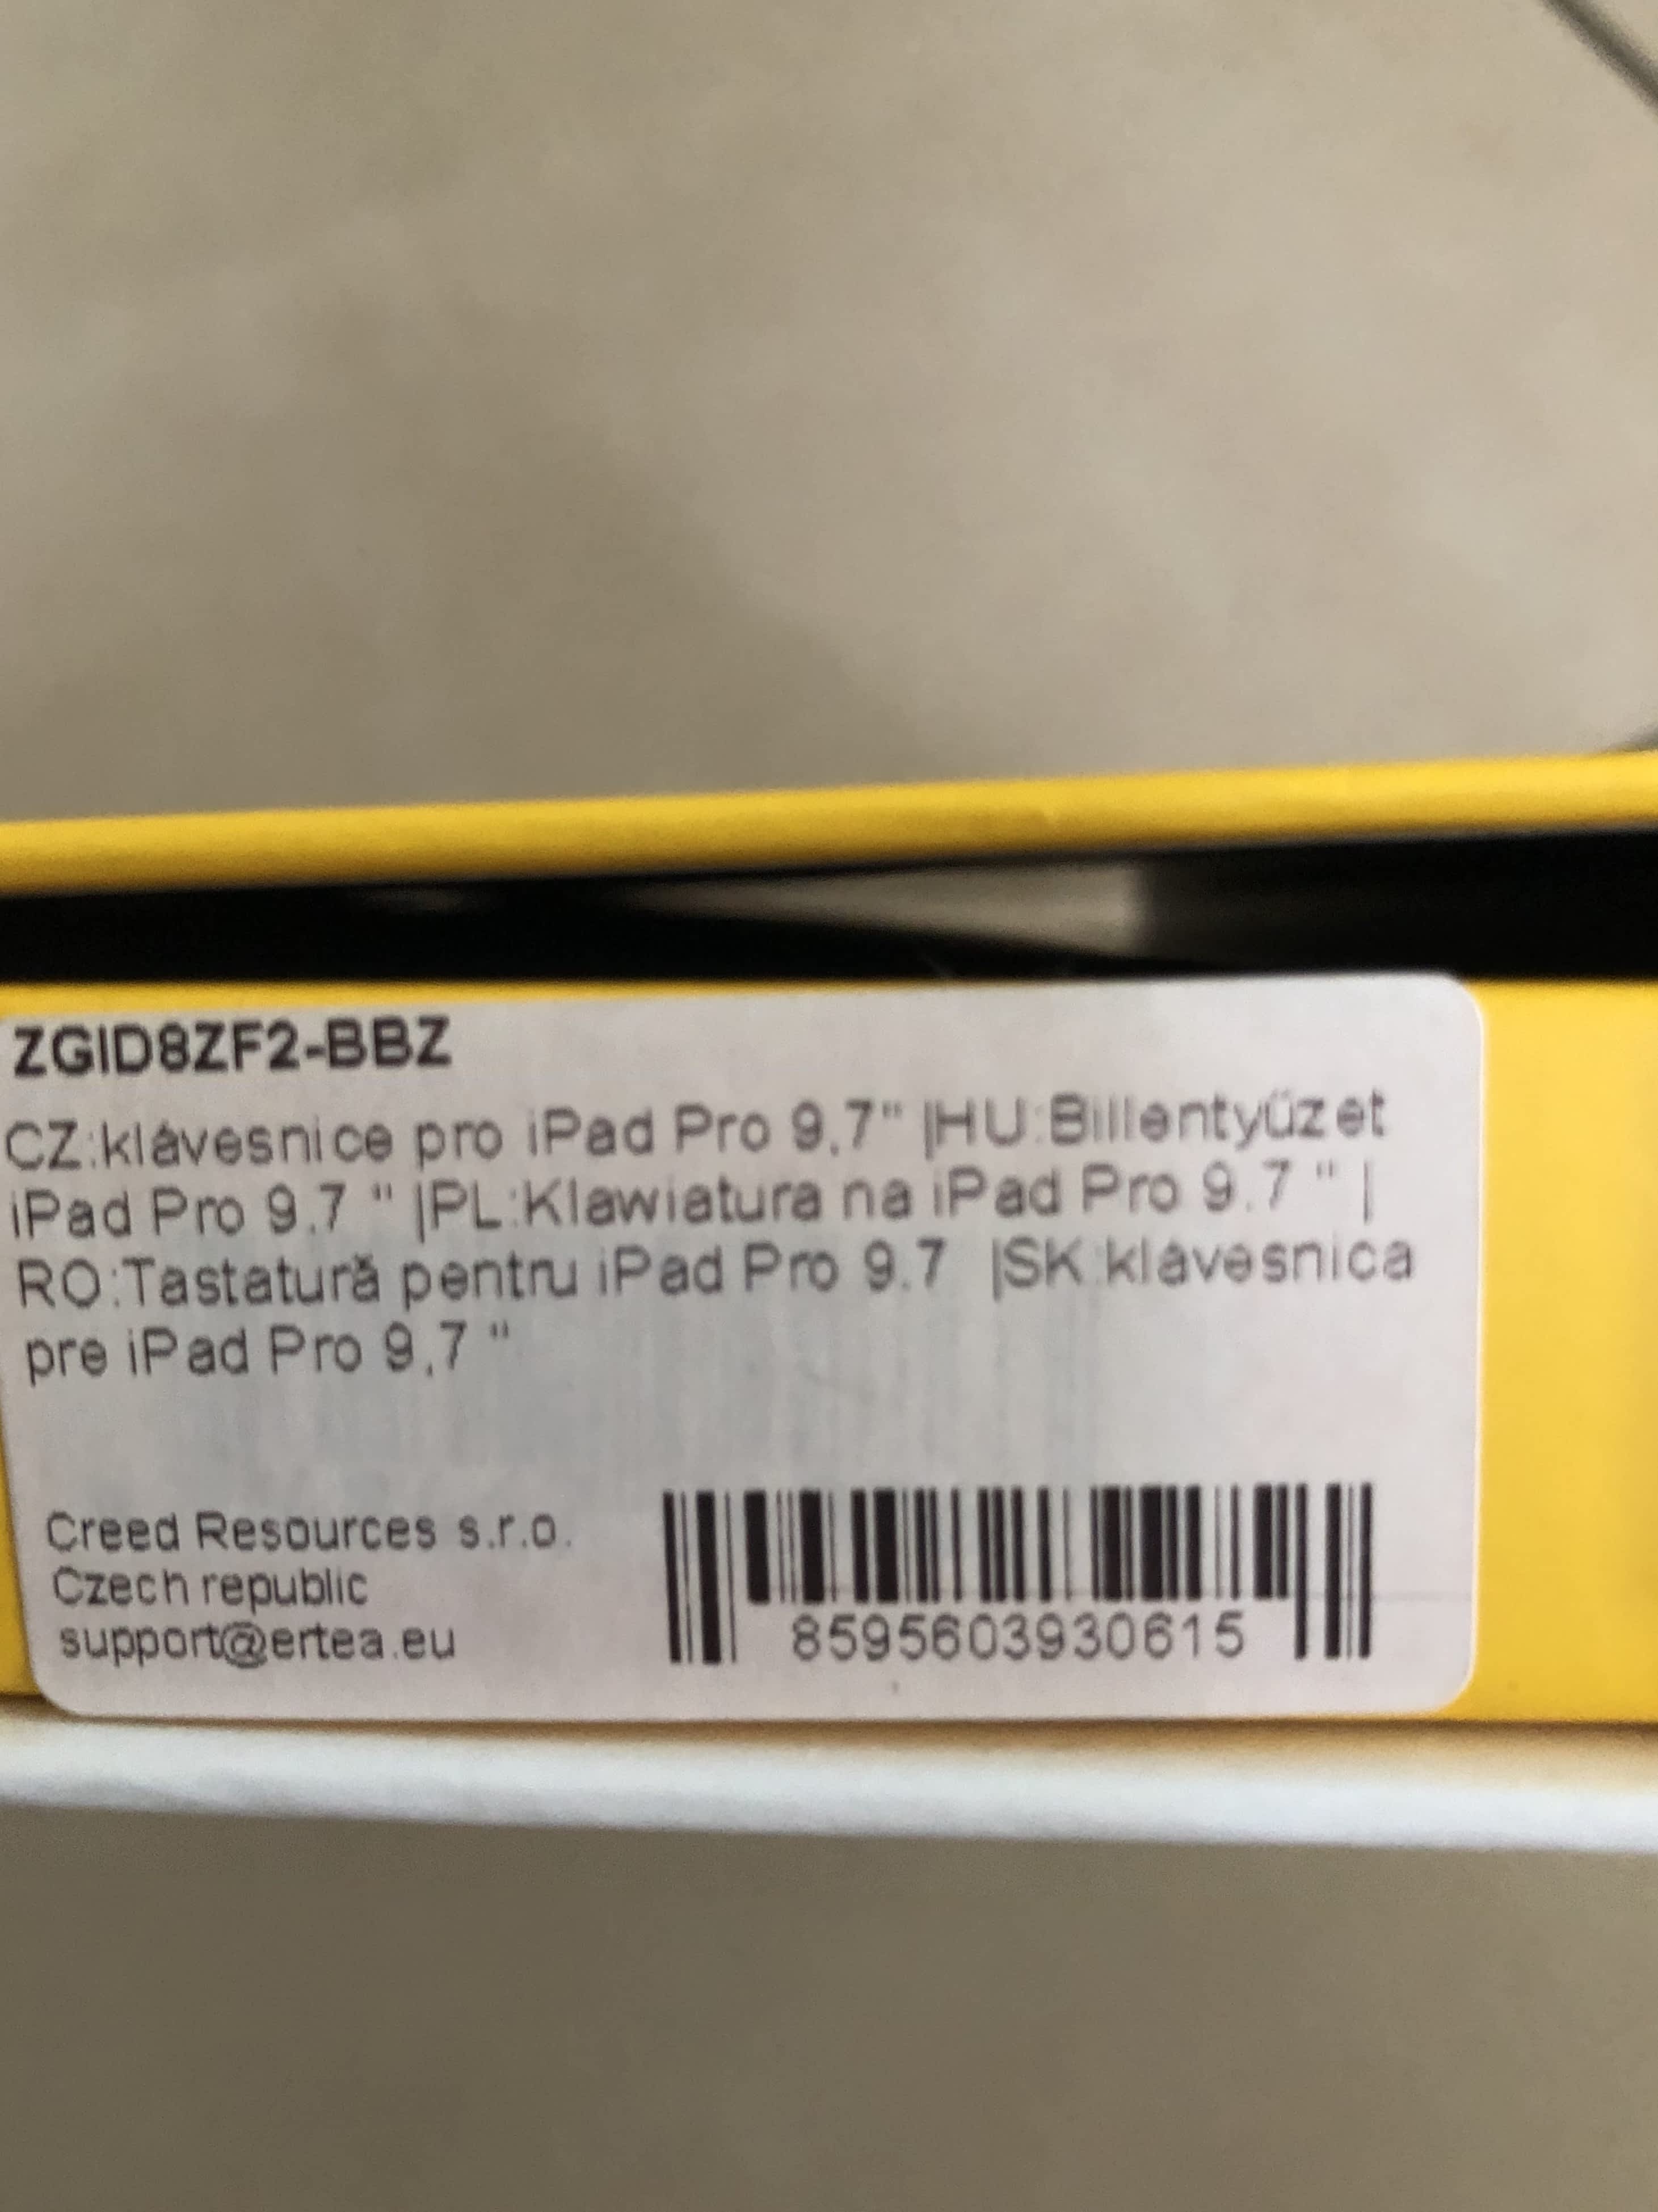 ZGID8ZF2-BBZ
CZ:klávesnice pro iPad Pro 9,7" |HU:Billentyűzet
iPad Pro 9.7 " |PL:Klawiatura na iPad Pro 9.7 " |
RO:Tastatură pentru iPad Pro 9.7 |SK:klávesnica
pre iPad Pro 9,7 "
Creed Resources s.r.o.
Czech republic
support@ertea.eu
8595603930615